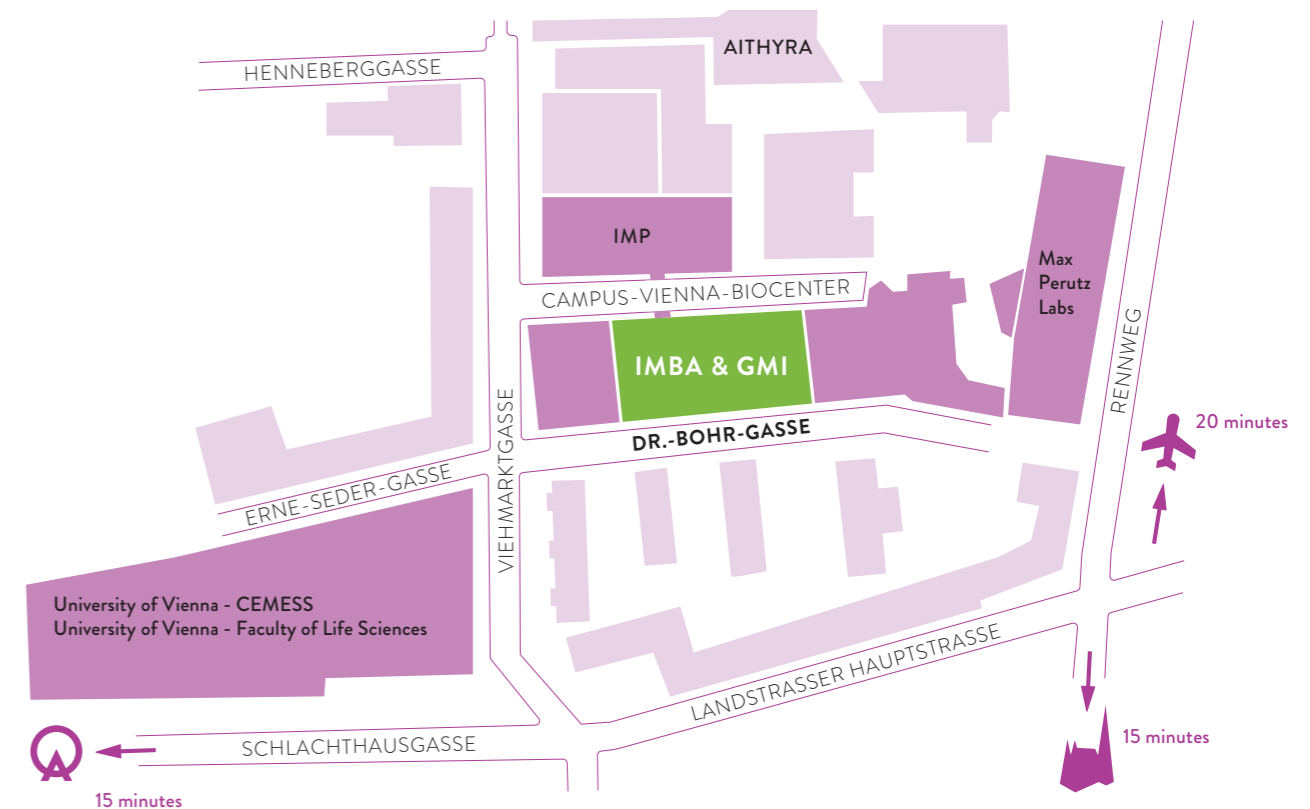 AITHYRA
HENNEBERGGASSE
IMP
Max
Perutz
Labs
CAMPUS-VIENNA-BIOCENTER
IMBA & GMI
RENNWEG
DR.-BOHR-GASSE
20 minutes
VIEHMARKTGASSE
ERNE-SEDER-GASSE
University of Vienna - CEMESS
University of Vienna - Faculty of Life Sciences
LANDSTRASSER HAUPTSTRASSE
SCHLACHTHAUSGASSE
15 minutes
15 minutes